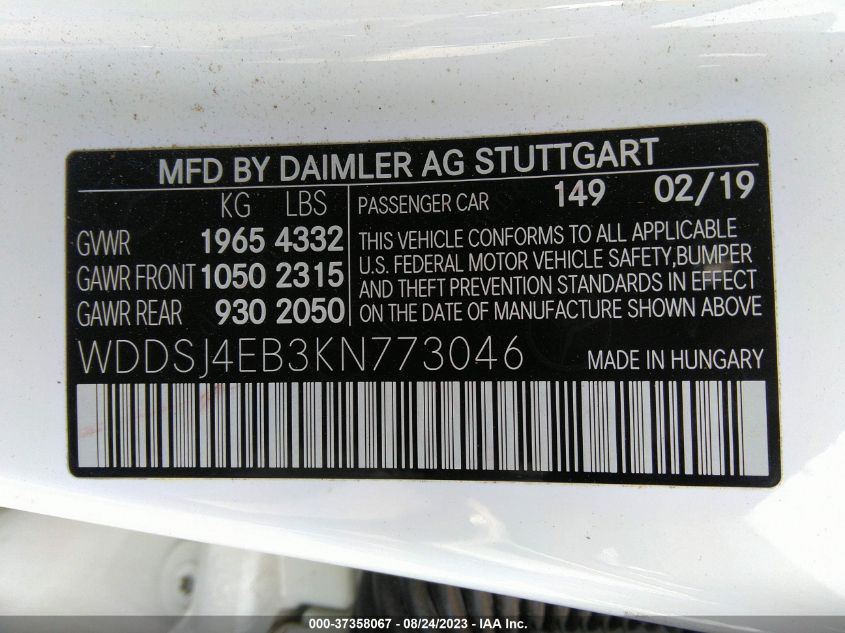 MFD BY DAIMLER AG STUTTGART
KG LBS
GVWR 1965 4332
GAWR FRONT 1050 2315
GAWR REAR 930 2050
PASSENGER CAR 149 02/19
THIS VEHICLE CONFORMS TO ALL APPLICABLE
U.S. FEDERAL MOTOR VEHICLE SAFETY,BUMPER
AND THEFT PREVENTION STANDARDS IN EFFECT
ON THE DATE OF MANUFACTURE SHOWN ABOVE
WDDSJ4EB3KN773046 MADE IN HUNGARY
000-37358067 - 08/24/2023 - IAA Inc.